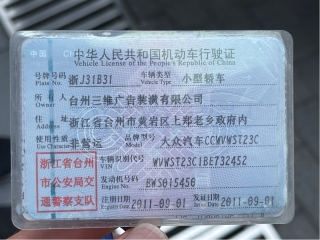 中华人民共和国机动车行驶证
Vehicle License of the People's Republic of China
号牌号码 浙J31B31 车辆类型 小型轿车
所有人 台州三维广告装潢有限公司
住址 浙江省台州市黄岩区上郑老乡政府内
使用性质 非营运 品牌型号 大众汽车CCWVWST23C
浙江省台州市公安局交通警察支队
车辆识别代号 WVWST23C1BE732452
发动机号码 BWS015456
注册日期 2011-09-01 发证日期 2011-09-01